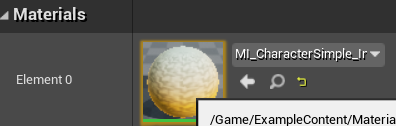 Materials
Element 0
MI_CharacterSimple_Ir
/Game/ExampleContent/Materia